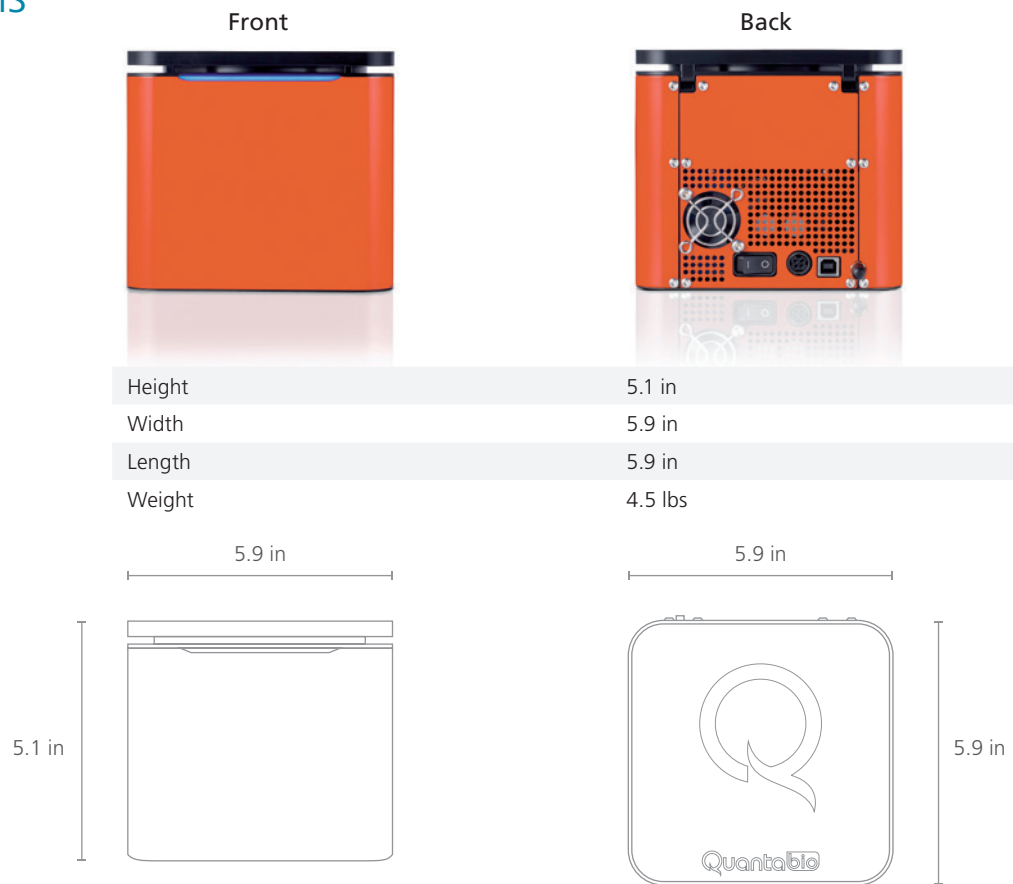 Front Back
Height 5.1 in
Width 5.9 in
Length 5.9 in
Weight 4.5 lbs
5.9 in 5.9 in
5.1 in 5.9 in
Q
Quantabio